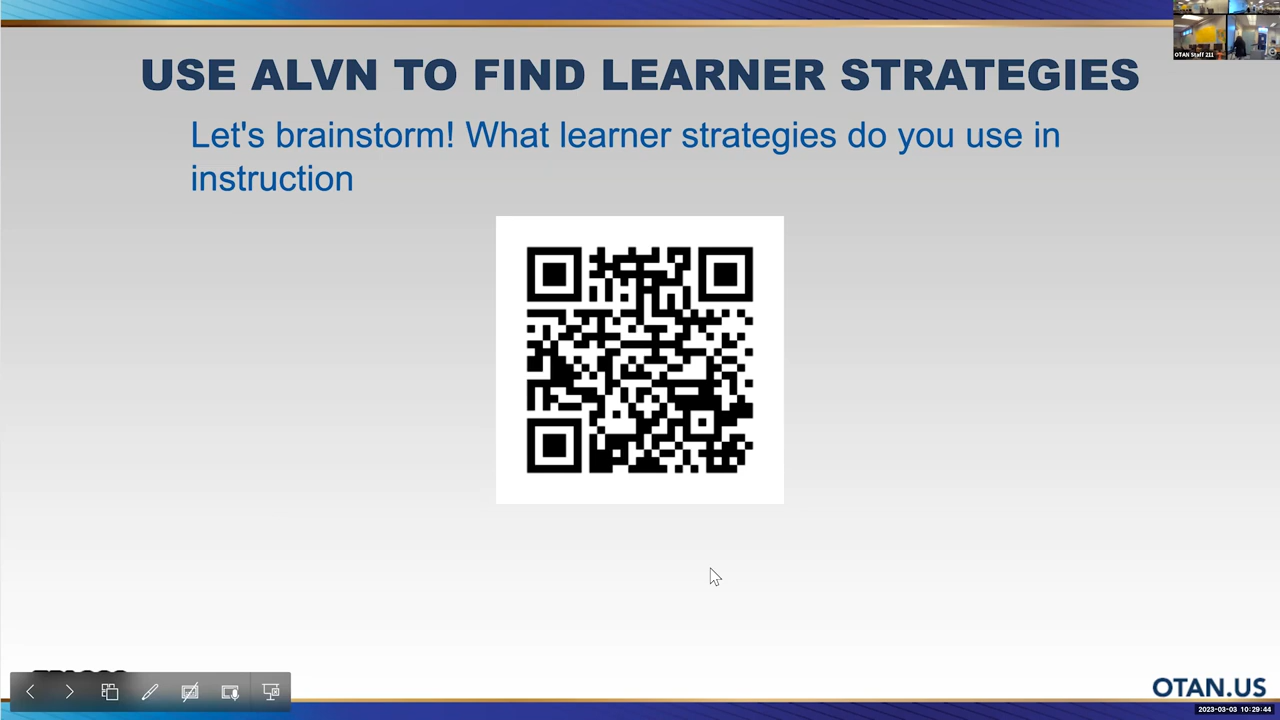 OTAN Staff 211
USE ALVN TO FIND LEARNER STRATEGIES
Let's brainstorm! What learner strategies do you use in
instruction
OTAN.US
2023-03-03 10:29:44